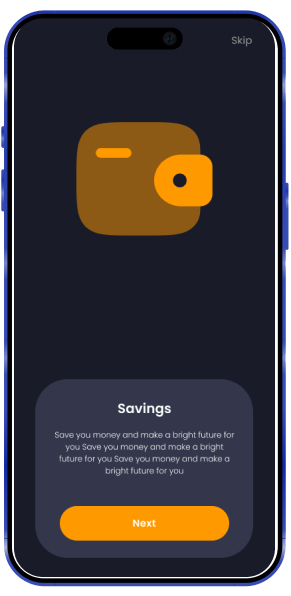 Skip
Savings
Save you money and make a bright future for
you Save you money and make a bright
future for you Save you money and make a
bright future for you
Next